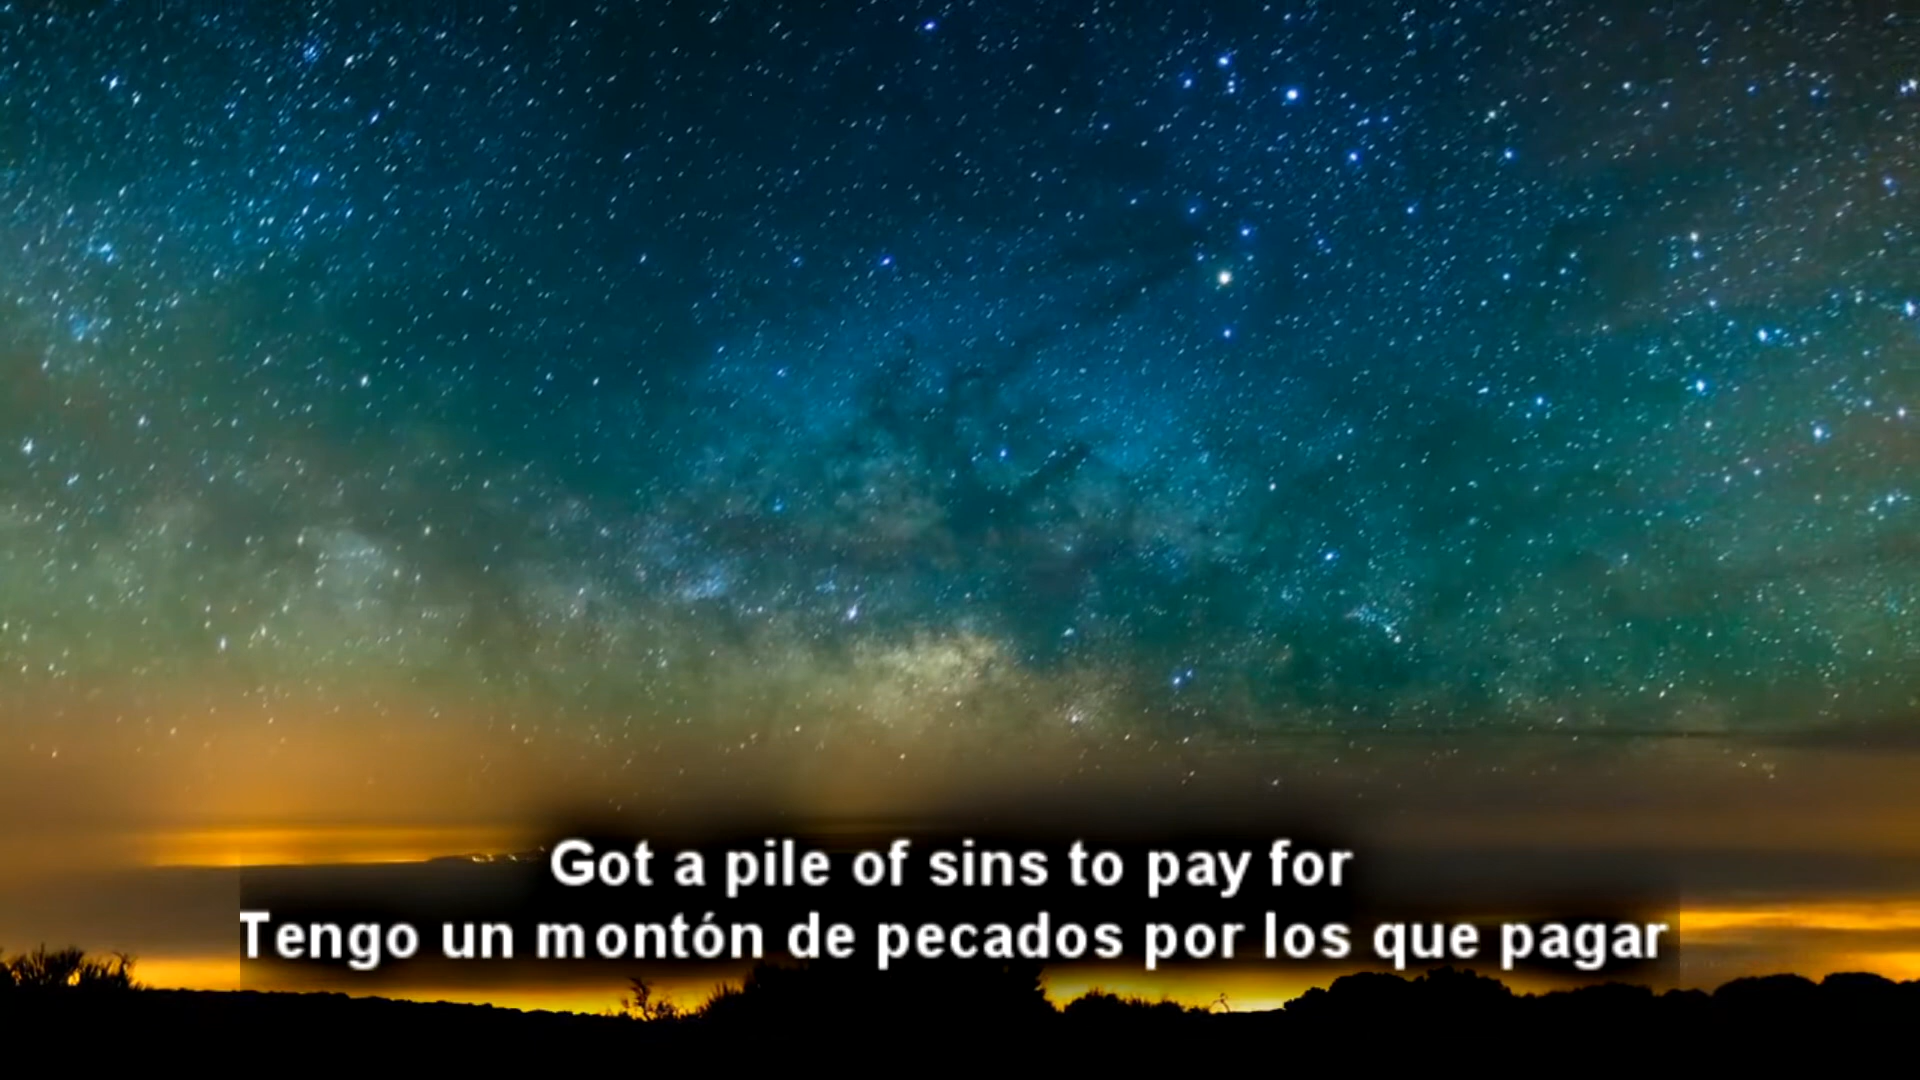 Got a pile of sins to pay for
Tengo un montón de pecados por los que pagar